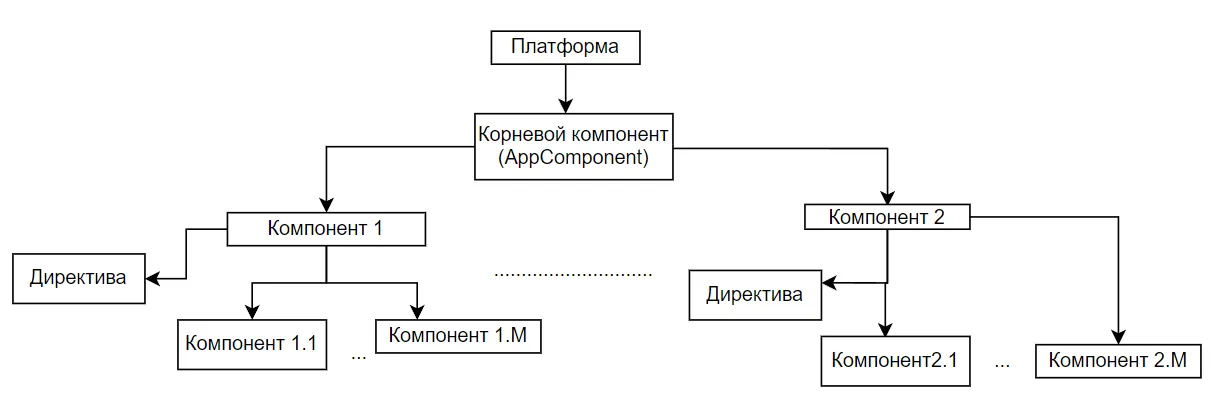 Платформа
Корневой компонент
(AppComponent)
Компонент 1
Компонент 2
Директива
..............................
Директива
Компонент 1.1
...
Компонент 1.М
Компонент2.1
...
Компонент 2.М